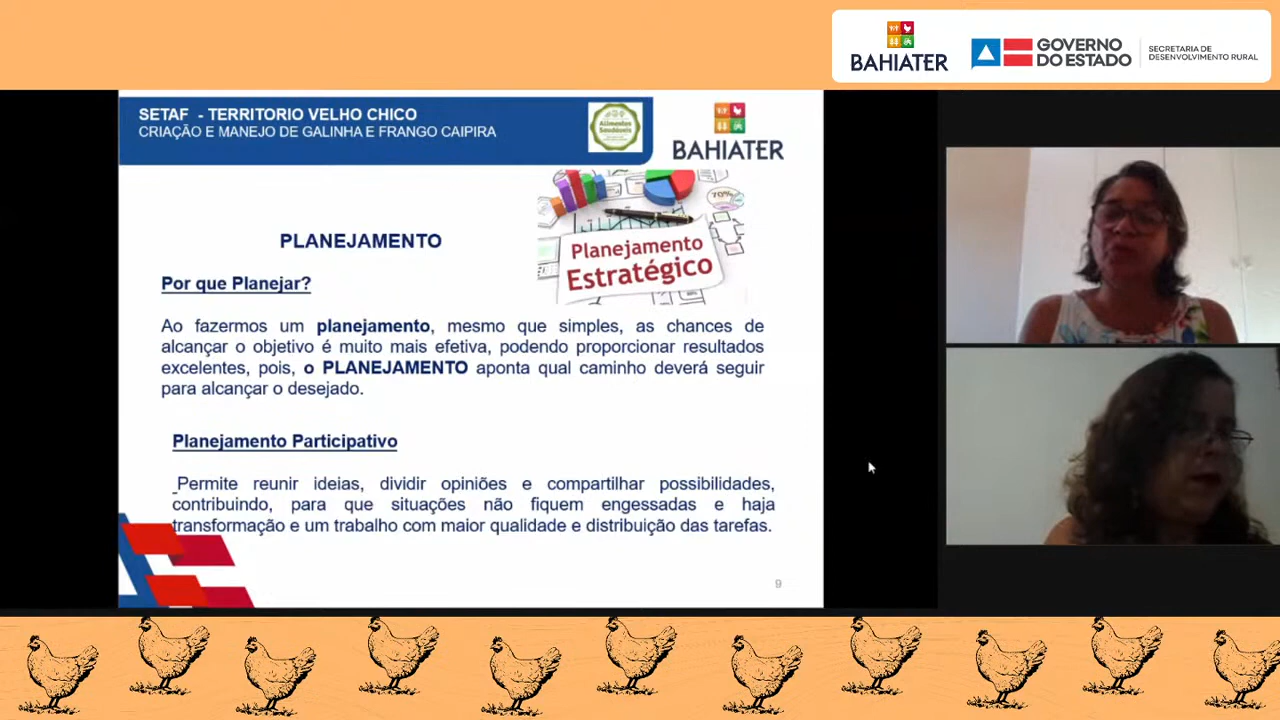 BAHIATER
GOVERNO
DO ESTADO
SECRETARIA DE
DESENVOLVIMENTO RURAL
SETAF - TERRITORIO VELHO CHICO
CRIAÇÃO E MANEJO DE GALINHA E FRANGO CAIPIRA
Alimentos
Saudáveis
BAHIATER
70%
Planejamento
Estratégico
PLANEJAMENTO
Por que Planejar?
Ao fazermos um planejamento, mesmo que simples, as chances de
alcançar o objetivo é muito mais efetiva, podendo proporcionar resultados
excelentes, pois, o PLANEJAMENTO aponta qual caminho deverá seguir
para alcançar o desejado.
Planejamento Participativo
Permite reunir ideias, dividir opiniões e compartilhar possibilidades,
contribuindo, para que situações não fiquem engessadas e haja
transformação e um trabalho com maior qualidade e distribuição das tarefas.
9